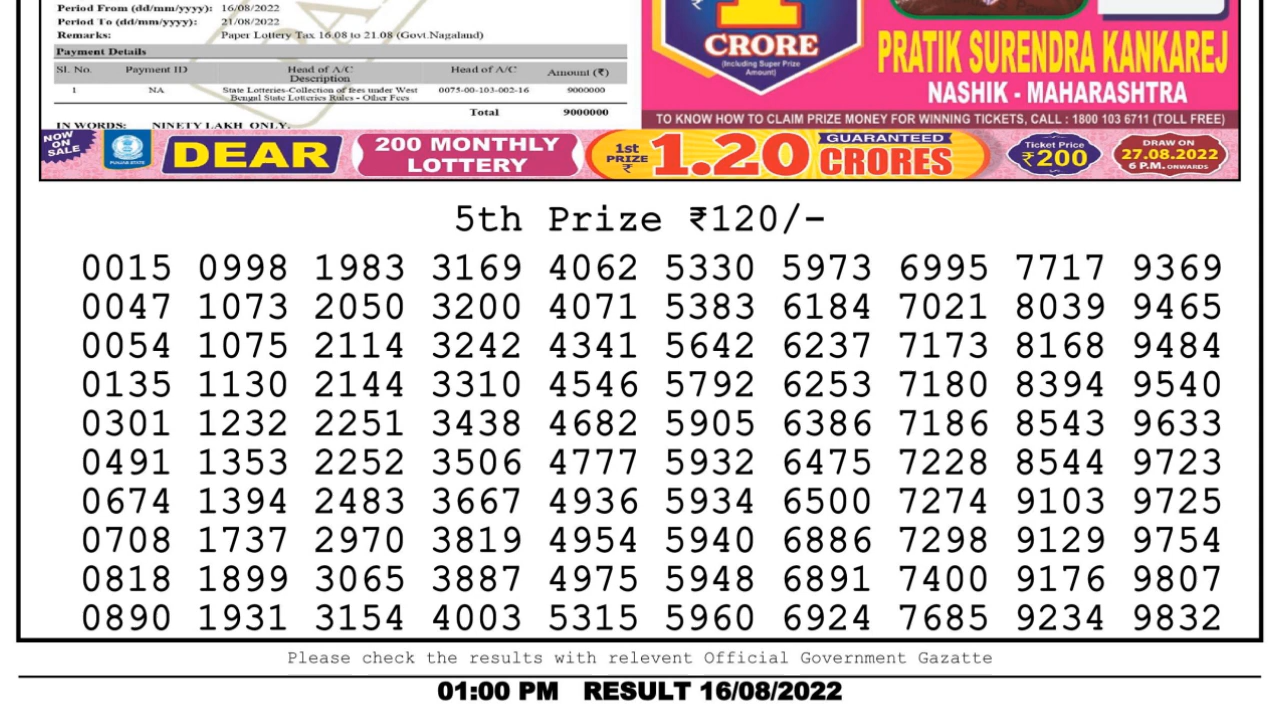 Period From (dd/mm/yyyy): 16/08/2022
Period To (dd/mm/yyyy): 21/08/2022
Remarks: Paper Lottery Tax 16.08 to 21.08 (Govt.Nagaland)
Payment Details
Sl. No. Payment ID Head of A/C Description Head of A/C Amount (₹)
1 NA State Lotteries-Collection of fees under West 0075-00-103-002-16 9000000
Bengal State Lotteries Rules - Other Fees
Total 9000000
IN WORDS: NINETY LAKH ONLY.
₹ 1
CRORE
(Including Super Prize
Amount)
PRATIK SURENDRA KANKAREJ
NASHIK - MAHARASHTRA
TO KNOW HOW TO CLAIM PRIZE MONEY FOR WINNING TICKETS, CALL : 1800 103 6711 (TOLL FREE)
NOW ON SALE
DEAR
200 MONTHLY
LOTTERY
1st PRIZE ₹ 1.20 GUARANTEED CRORES
Ticket Price
₹200
DRAW ON
27.08.2022
6 P.M. ONWARDS
5th Prize ₹120/-
0015 0998 1983 3169 4062 5330 5973 6995 7717 9369
0047 1073 2050 3200 4071 5383 6184 7021 8039 9465
0054 1075 2114 3242 4341 5642 6237 7173 8168 9484
0135 1130 2144 3310 4546 5792 6253 7180 8394 9540
0301 1232 2251 3438 4682 5905 6386 7186 8543 9633
0491 1353 2252 3506 4777 5932 6475 7228 8544 9723
0674 1394 2483 3667 4936 5934 6500 7274 9103 9725
0708 1737 2970 3819 4954 5940 6886 7298 9129 9754
0818 1899 3065 3887 4975 5948 6891 7400 9176 9807
0890 1931 3154 4003 5315 5960 6924 7685 9234 9832
Please check the results with relevent Official Government Gazatte
01:00 PM RESULT 16/08/2022